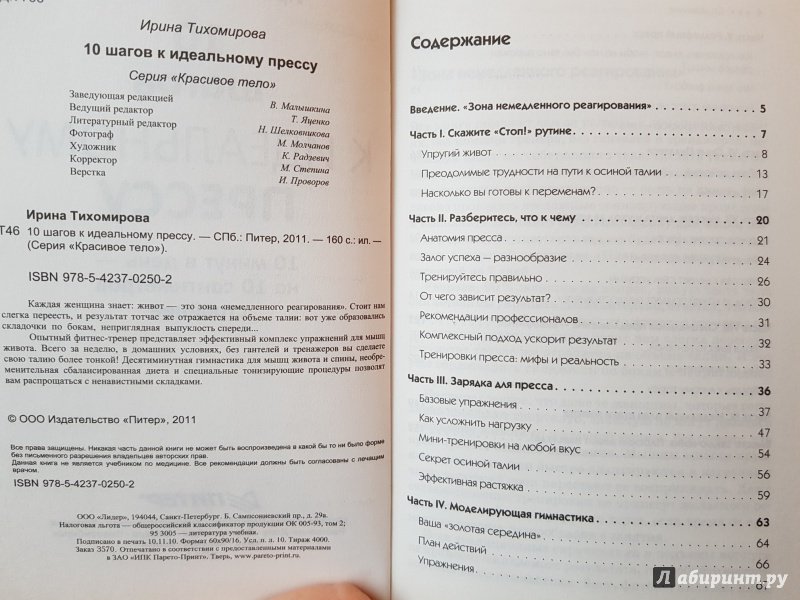 Ирина Тихомирова
10 шагов к идеальному прессу
Серия «Красивое тело»
Заведующая редакцией В. Малышкина
Ведущий редактор Т. Яценко
Литературный редактор Н. Шелковникова
Фотограф М. Молчанов
Художник К. Радзевич
Корректор М. Степина
Верстка И. Проворов
Ирина Тихомирова
Т46 10 шагов к идеальному прессу. — СПб.: Питер, 2011. — 160 с.: ил. —
(Серия «Красивое тело»).
ISBN 978-5-4237-0250-2
Каждая женщина знает: живот — это зона «немедленного реагирования». Стоит нам
слегка переесть, и результат тотчас же отражается на объеме талии: вот уже образовались
складочки по бокам, неприглядная выпуклость спереди...
Опытный фитнес-тренер представляет эффективный комплекс упражнений для мышц
живота. Всего за неделю, в домашних условиях, без гантелей и тренажеров вы сделаете
свою талию более тонкой! Десятиминутная гимнастика для мышц живота и спины, необре-
менительная сбалансированная диета и специальные тонизирующие процедуры позволят
вам распрощаться с ненавистными складками.
© ООО Издательство «Питер», 2011
Все права защищены. Никакая часть данной книги не может быть воспроизведена в какой бы то ни было форме
без письменного разрешения владельцев авторских прав.
Данная книга не является учебником по медицине. Все рекомендации должны быть согласованы с лечащим
врачом.
ISBN 978-5-4237-0250-2
ООО «Лидер», 194044, Санкт-Петербург, Б. Сампсониевский пр., д. 29а.
Налоговая льгота — общероссийский классификатор продукции ОК 005-93, том 2;
95 3005 — литература учебная.
Подписано в печать 10.11.10. Формат 60х90/16. Усл. п. л. 10. Тираж 4000.
Заказ 3570. Отпечатано в соответствии с предоставленными материалами
в ЗАО «ИПК Парето-Принт». Тверь, www.pareto-print.ru.
Содержание
Введение. «Зона немедленного реагирования» 5
Часть I. Скажите «Стоп!» рутине 7
Упругий живот 8
Преодолимые трудности на пути к осиной талии 13
Насколько вы готовы к переменам? 17
Часть II. Разберитесь, что к чему 20
Анатомия пресса 21
Залог успеха — разнообразие 24
Тренируйтесь правильно 26
От чего зависит результат? 30
Рекомендации профессионалов 31
Комплексный подход ускорит результат 32
Тренировки пресса: мифы и реальность 33
Часть III. Зарядка для пресса 36
Базовые упражнения 37
Как усложнить нагрузку 47
Мини-тренировки на любой вкус 54
Секрет осиной талии 56
Эффективная растяжка 59
Часть IV. Моделирующая гимнастика 63
Ваша «золотая середина» 64
План действий 66
Упражнения 67
Лабиринт.ру